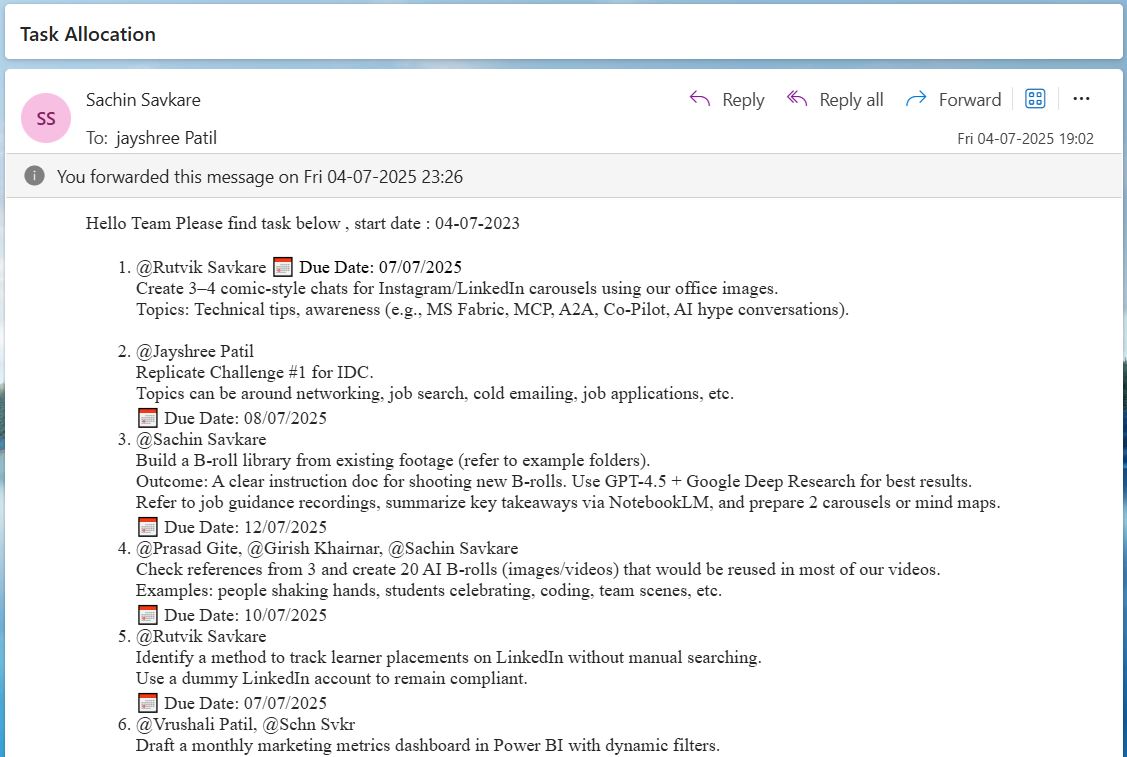 Task Allocation
SS
Sachin Savkare
Reply
Reply all
Forward
To: jayshree Patil
Fri 04-07-2025 19:02
You forwarded this message on Fri 04-07-2025 23:26
Hello Team Please find task below , start date : 04-07-2023
1. @Rutvik Savkare 📅 Due Date: 07/07/2025
Create 3–4 comic-style chats for Instagram/LinkedIn carousels using our office images.
Topics: Technical tips, awareness (e.g., MS Fabric, MCP, A2A, Co-Pilot, AI hype conversations).
2. @Jayshree Patil
Replicate Challenge #1 for IDC.
Topics can be around networking, job search, cold emailing, job applications, etc.
📅 Due Date: 08/07/2025
3. @Sachin Savkare
Build a B-roll library from existing footage (refer to example folders).
Outcome: A clear instruction doc for shooting new B-rolls. Use GPT-4.5 + Google Deep Research for best results.
Refer to job guidance recordings, summarize key takeaways via NotebookLM, and prepare 2 carousels or mind maps.
📅 Due Date: 12/07/2025
4. @Prasad Gite, @Girish Khairnar, @Sachin Savkare
Check references from 3 and create 20 AI B-rolls (images/videos) that would be reused in most of our videos.
Examples: people shaking hands, students celebrating, coding, team scenes, etc.
📅 Due Date: 10/07/2025
5. @Rutvik Savkare
Identify a method to track learner placements on LinkedIn without manual searching.
Use a dummy LinkedIn account to remain compliant.
📅 Due Date: 07/07/2025
6. @Vrushali Patil, @Schn Svkr
Draft a monthly marketing metrics dashboard in Power BI with dynamic filters.